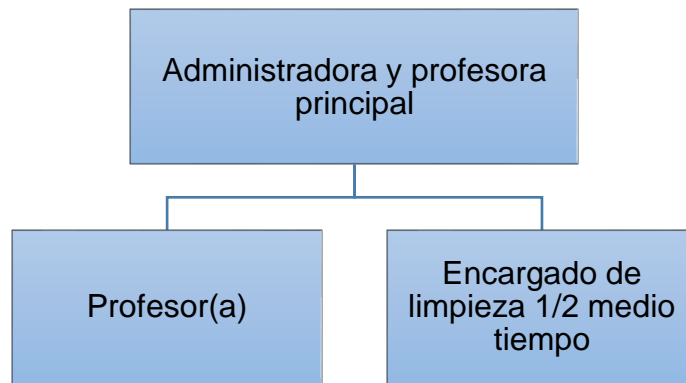 Administradora y profesora
principal
Profesor(a)
Encargado de
limpieza 1/2 medio
tiempo